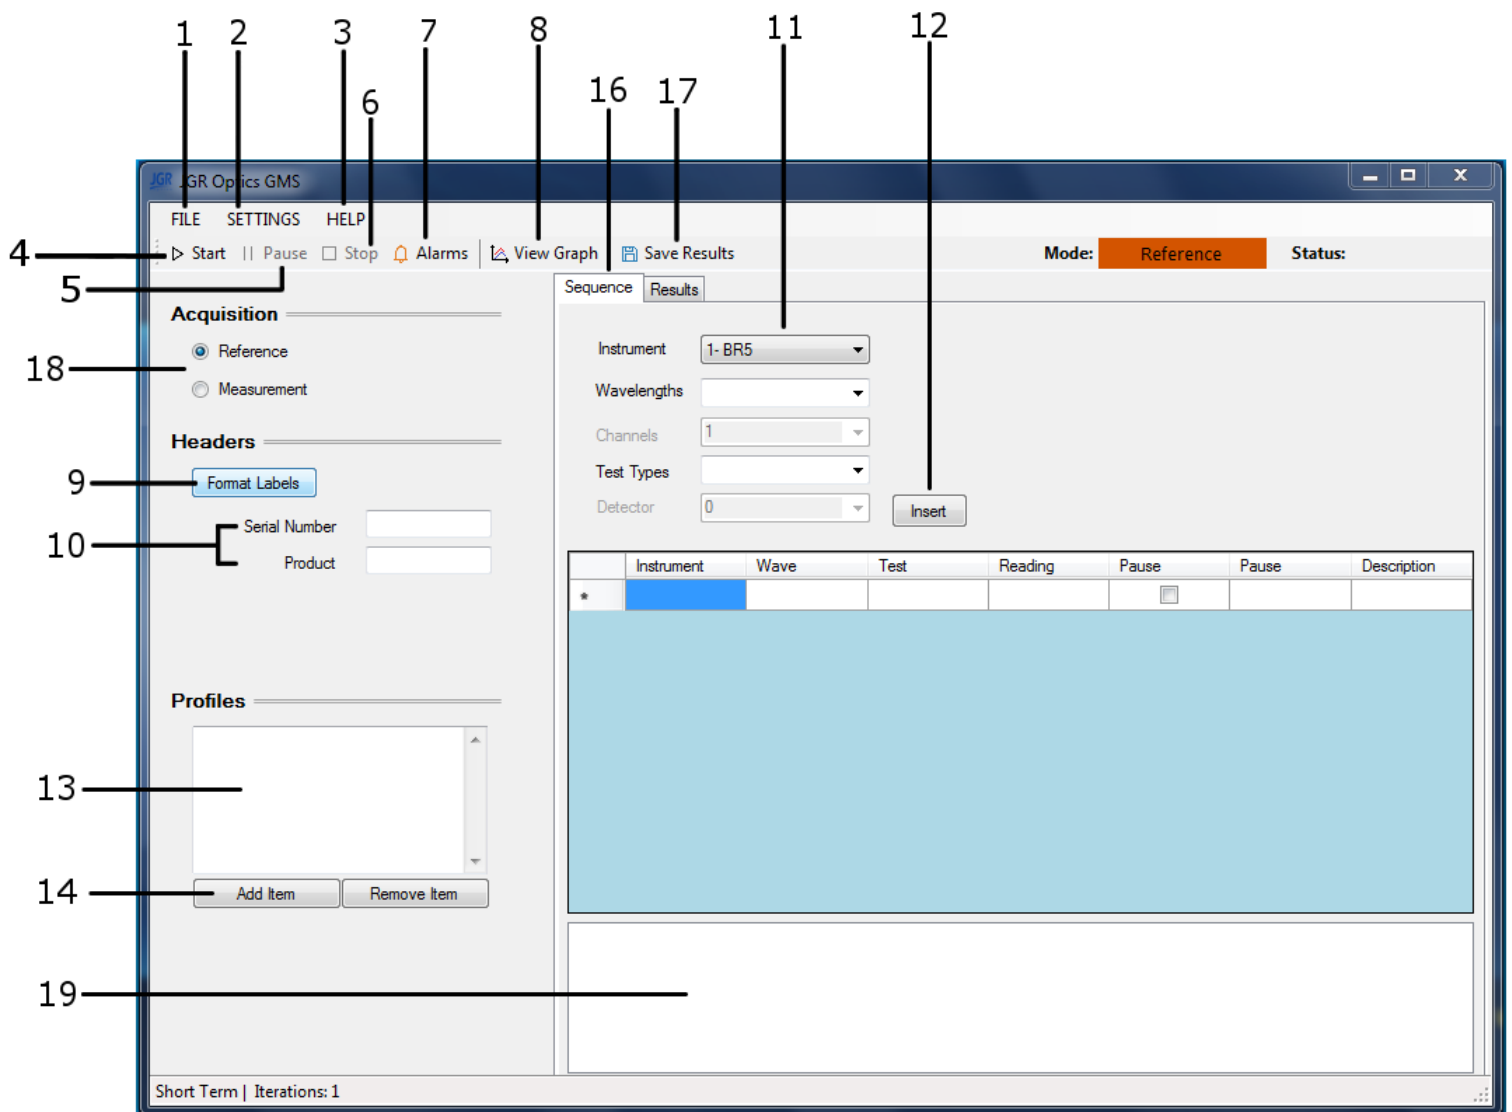 1 2 3 7 8 11 12
6 16 17
JGR JGR Optics GMS
FILE SETTINGS HELP
4 Start Pause Stop Alarms View Graph Save Results Mode: Reference Status:
5
Sequence Results
Acquisition
Reference
18
Measurement
Instrument 1- BR5
Wavelengths
Channels 1
Test Types
Detector 0 Insert
Headers
9 Format Labels
10 Serial Number
Product
Instrument Wave Test Reading Pause Pause Description
*
Profiles
13
14 Add Item Remove Item
19
Short Term | Iterations: 1